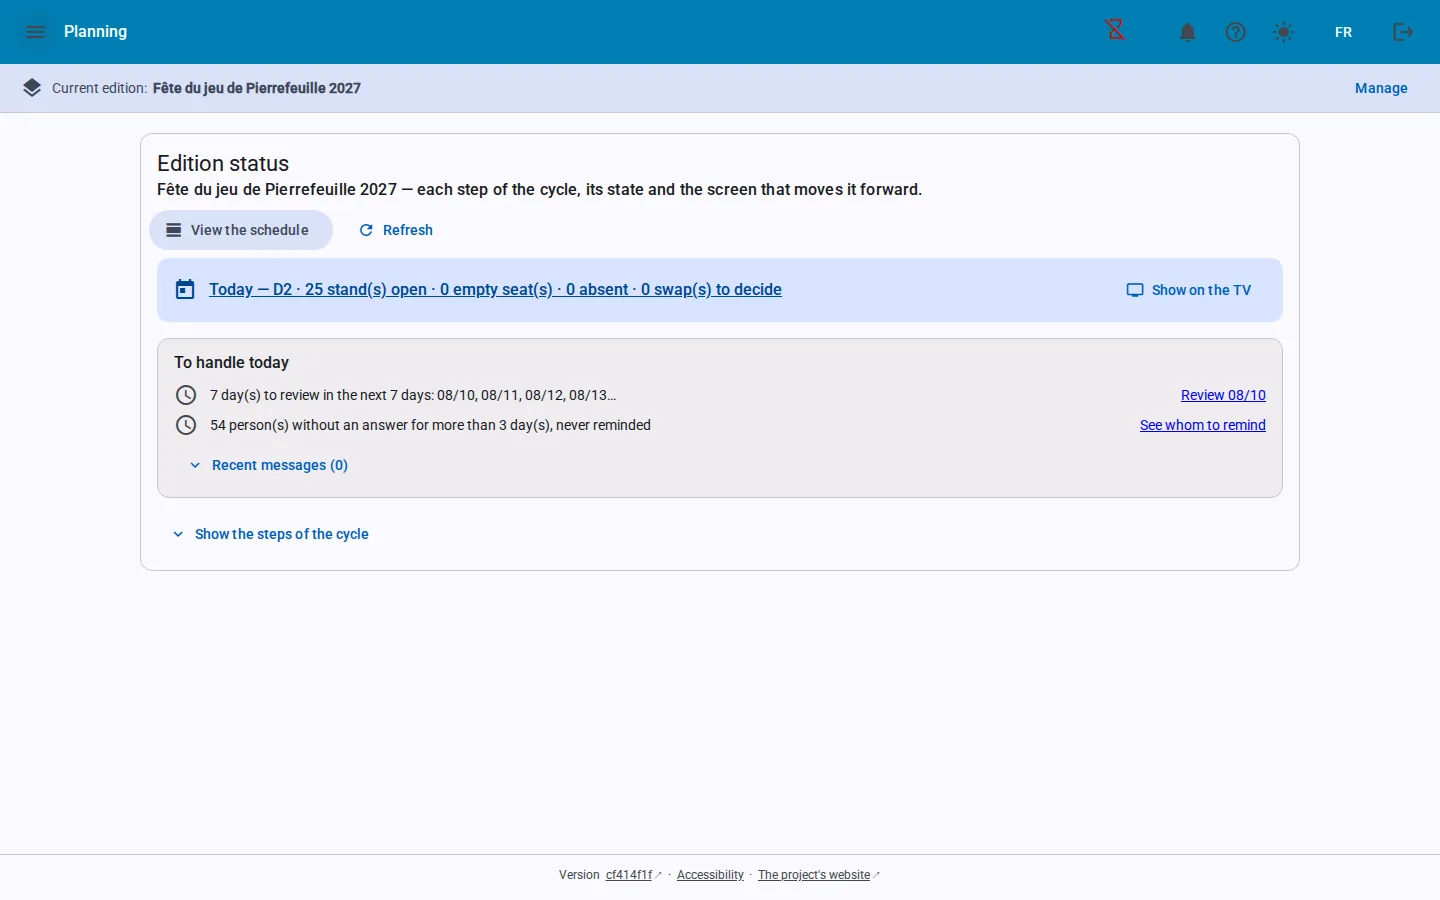 Planning
FR
Current edition: Fête du jeu de Pierrefeuille 2027
Manage
Edition status
Fête du jeu de Pierrefeuille 2027 — each step of the cycle, its state and the screen that moves it forward.
View the schedule
Refresh
Today — D2 · 25 stand(s) open · 0 empty seat(s) · 0 absent · 0 swap(s) to decide
Show on the TV
To handle today
7 day(s) to review in the next 7 days: 08/10, 08/11, 08/12, 08/13…
Review 08/10
54 person(s) without an answer for more than 3 day(s), never reminded
See whom to remind
Recent messages (0)
Show the steps of the cycle
Version cf414f1f · Accessibility · The project's website